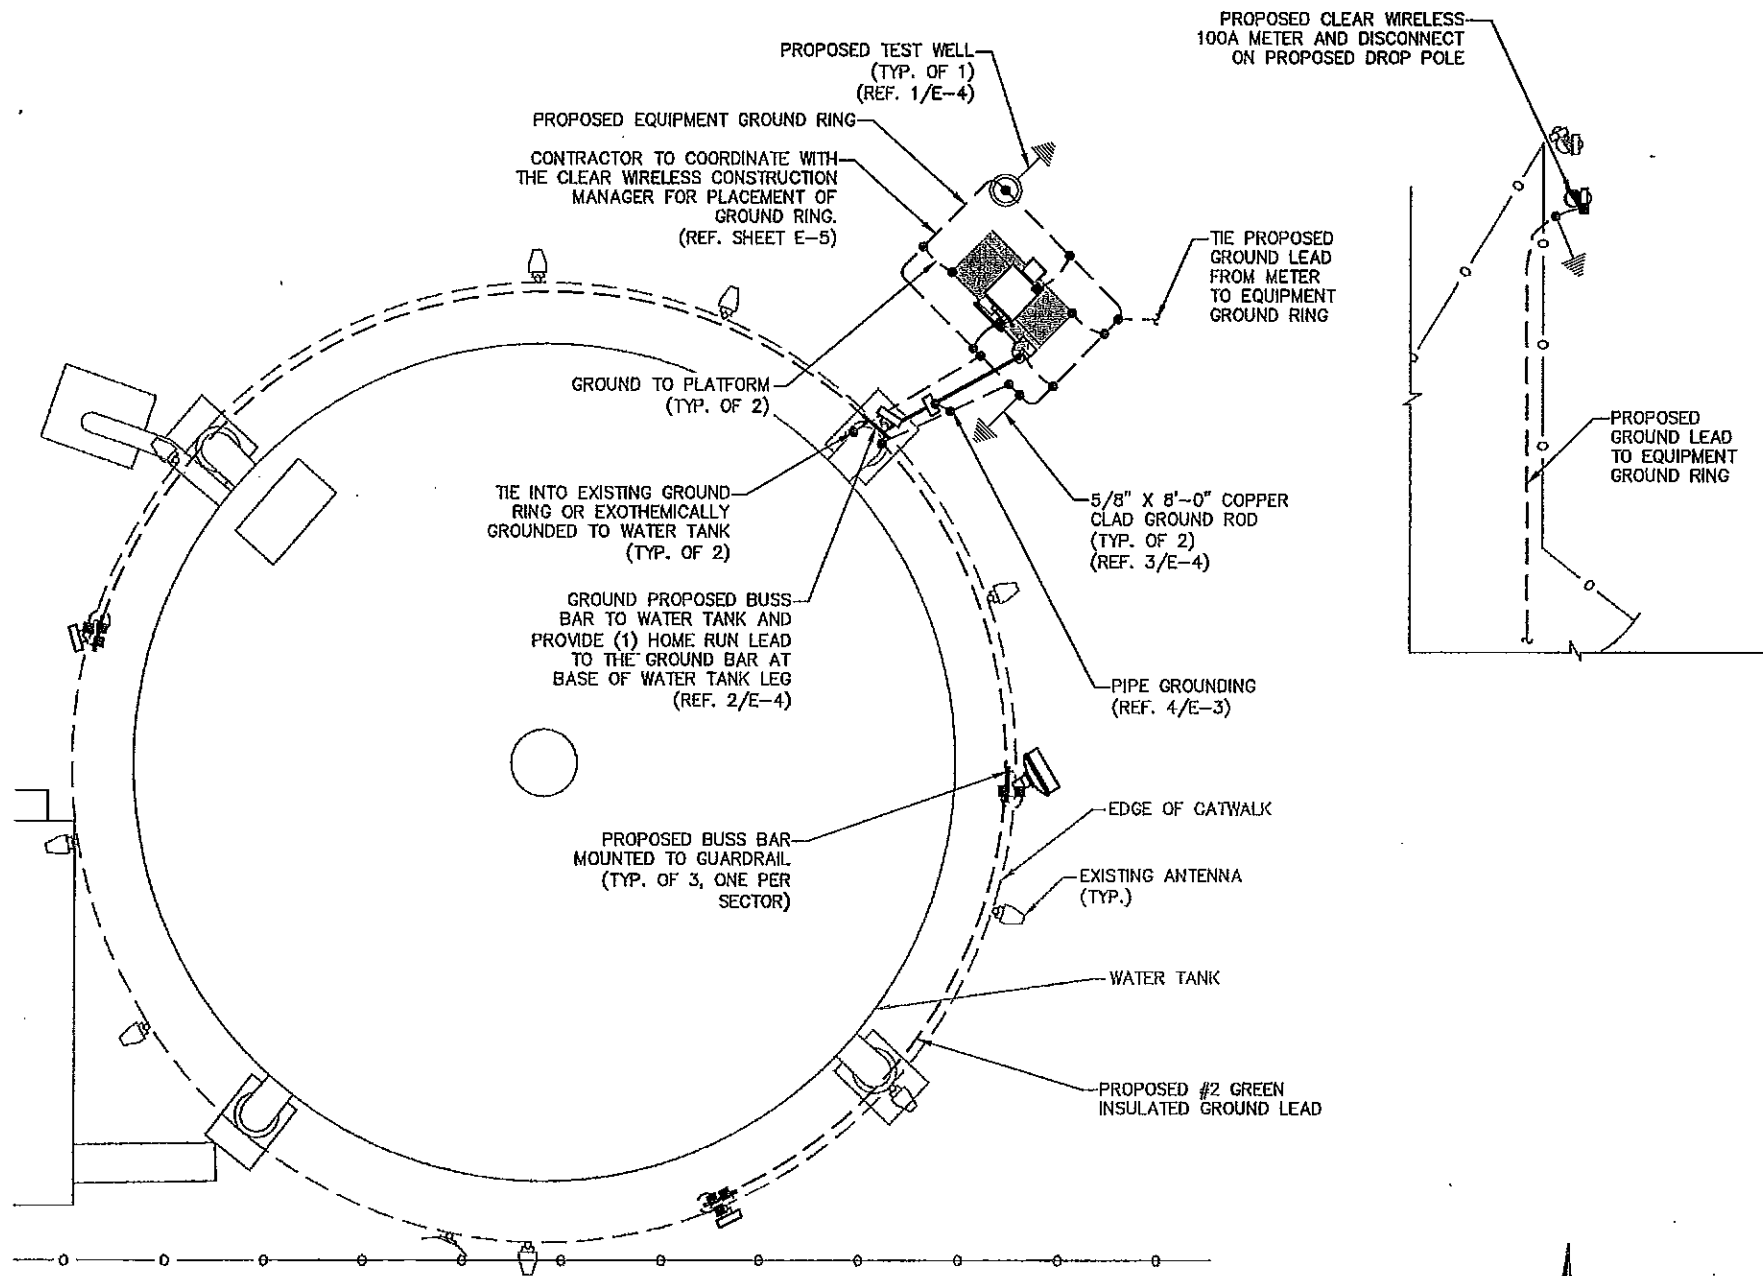 PROPOSED CLEAR WIRELESS
100A METER AND DISCONNECT
ON PROPOSED DROP POLE
PROPOSED TEST WELL
(TYP. OF 1)
(REF. 1/E-4)
PROPOSED EQUIPMENT GROUND RING
CONTRACTOR TO COORDINATE WITH
THE CLEAR WIRELESS CONSTRUCTION
MANAGER FOR PLACEMENT OF
GROUND RING.
(REF. SHEET E-5)
TIE PROPOSED
GROUND LEAD
FROM METER
TO EQUIPMENT
GROUND RING
GROUND TO PLATFORM
(TYP. OF 2)
PROPOSED
GROUND LEAD
TO EQUIPMENT
GROUND RING
TIE INTO EXISTING GROUND
RING OR EXOTHEMICALLY
GROUNDED TO WATER TANK
(TYP. OF 2)
5/8" X 8'-0" COPPER
CLAD GROUND ROD
(TYP. OF 2)
(REF. 3/E-4)
GROUND PROPOSED BUSS
BAR TO WATER TANK AND
PROVIDE (1) HOME RUN LEAD
TO THE GROUND BAR AT
BASE OF WATER TANK LEG
(REF. 2/E-4)
PIPE GROUNDING
(REF. 4/E-3)
PROPOSED BUSS BAR
MOUNTED TO GUARDRAIL
(TYP. OF 3, ONE PER
SECTOR)
EDGE OF CATWALK
EXISTING ANTENNA
(TYP.)
WATER TANK
PROPOSED #2 GREEN
INSULATED GROUND LEAD